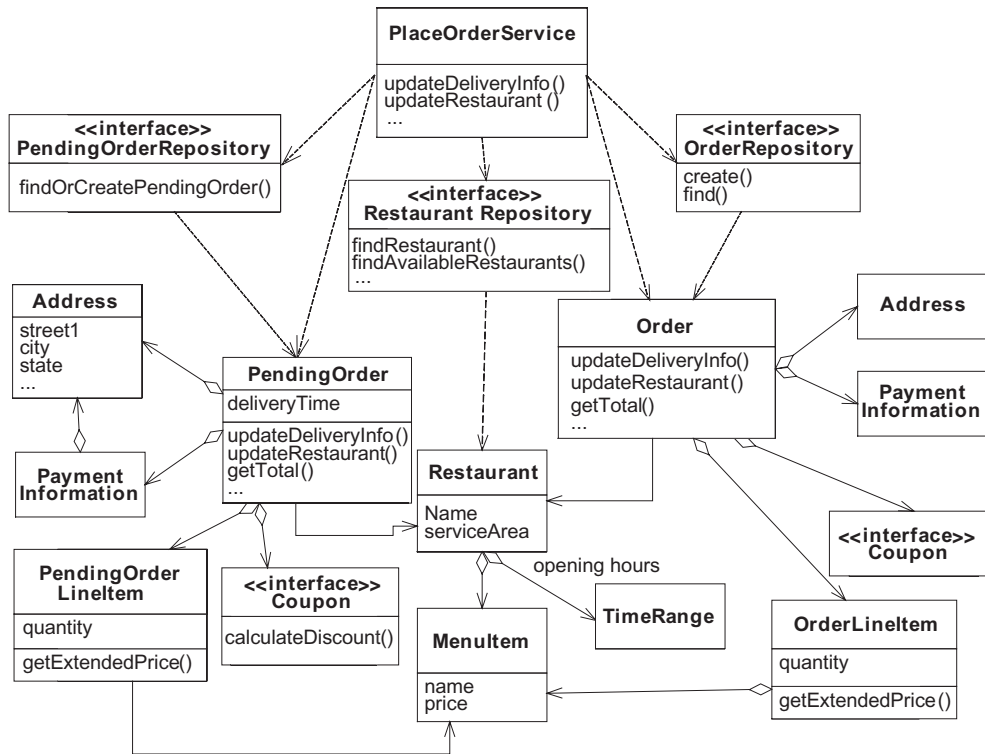 PlaceOrderService
updateDeliveryInfo()
updateRestaurant ()
...
<<interface>>
PendingOrderRepository
findOrCreatePendingOrder()
<<interface>>
Restaurant Repository
findRestaurant()
findAvailableRestaurants()
...
<<interface>>
OrderRepository
create()
find()
Address
street1
city
state
...
PendingOrder
deliveryTime
updateDeliveryInfo()
updateRestaurant()
getTotal()
...
Order
updateDeliveryInfo()
updateRestaurant()
getTotal()
...
Address
Payment
Information
Payment
Information
Restaurant
Name
serviceArea
opening hours
<<interface>>
Coupon
PendingOrder
LineItem
quantity
getExtendedPrice()
<<interface>>
Coupon
calculateDiscount()
MenuItem
name
price
TimeRange
OrderLineItem
quantity
getExtendedPrice()